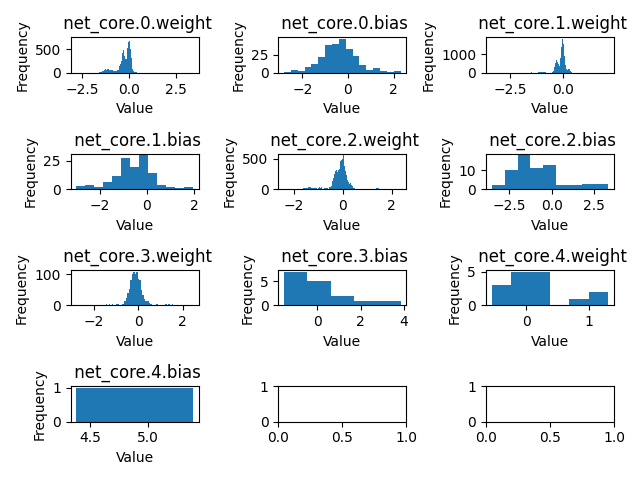 net_core.0.weight
Frequency
500
0
−2.5 0.0 2.5
Value
net_core.0.bias
Frequency
25
0
−2 0 2
Value
net_core.1.weight
Frequency
1000
0
−2.5 0.0
Value
net_core.1.bias
Frequency
25
0
−2 0 2
Value
net_core.2.weight
Frequency
500
0
−2 0 2
Value
net_core.2.bias
Frequency
10
0
−2.5 0.0 2.5
Value
net_core.3.weight
Frequency
100
0
−2 0 2
Value
net_core.3.bias
Frequency
5
0
0 2 4
Value
net_core.4.weight
Frequency
5
0
0 1
Value
net_core.4.bias
Frequency
1
0
4.5 5.0
Value
1
0
0.0 0.5 1.0
1
0
0.0 0.5 1.0